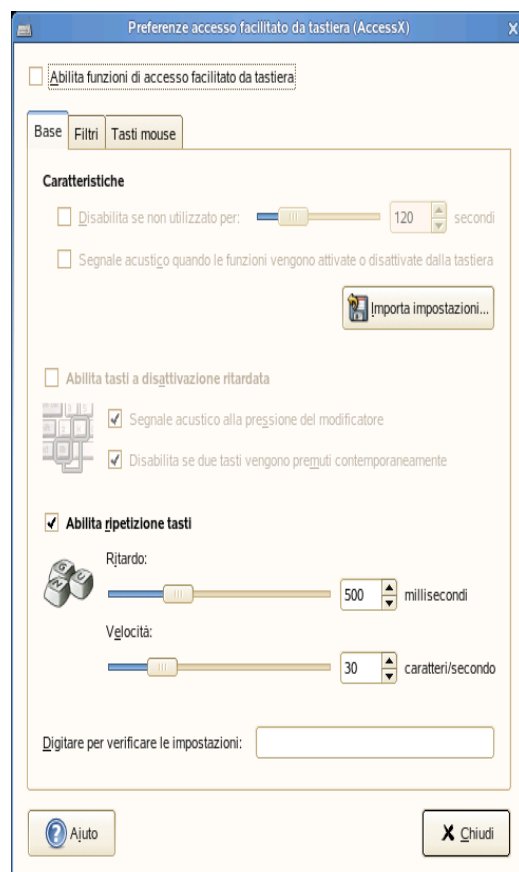 Preferenze accesso facilitato da tastiera (AccessX)
Abilita funzioni di accesso facilitato da tastiera
Base Filtri Tasti mouse
Caratteristiche
Disabilita se non utilizzato per: 120 secondi
Segnale acustico quando le funzioni vengono attivate o disattivate dalla tastiera
Importa impostazioni...
Abilita tasti a disattivazione ritardata
Segnale acustico alla pressione del modificatore
Disabilita se due tasti vengono premuti contemporaneamente
Abilita ripetizione tasti
Ritardo:
500 millisecondi
Velocità:
30 caratteri/secondo
Digitare per verificare le impostazioni:
Aiuto Chiudi